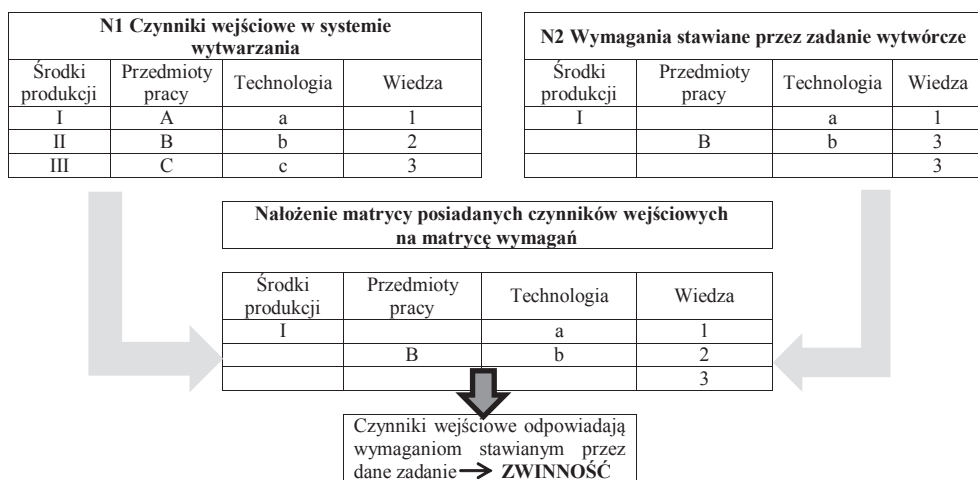 N1 Czynniki wejściowe w systemie
wytwarzania
Środki
produkcji
Przedmioty
pracy
Technologia
Wiedza
I A a 1
II B b 2
III C c 3
N2 Wymagania stawiane przez zadanie wytwórcze
Środki
produkcji
Przedmioty
pracy
Technologia
Wiedza
I a 1
B b 3
3
Nałożenie matrycy posiadanych czynników wejściowych
na matrycę wymagań
Środki
produkcji
Przedmioty
pracy
Technologia
Wiedza
I a 1
B b 2
3
Czynniki wejściowe odpowiadają
wymaganiom stawianym przez
dane zadanie → ZWINNOŚĆ